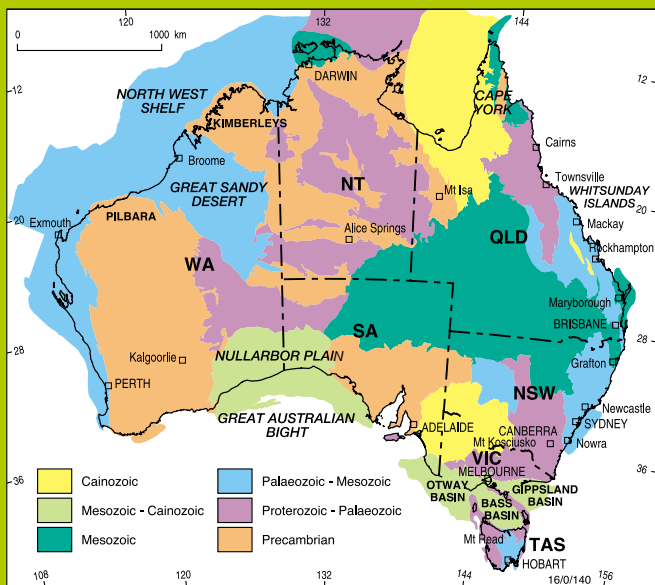 120
132
144
0
1000 km
12
12
DARWIN
NORTH WEST
SHELF
CAPE
YORK
KIMBERLEYS
Cairns
Broome
NT
Mt Isa
Townsville
GREAT SANDY
DESERT
WHITSUNDAY
ISLANDS
PILBARA
Exmouth
20
20
Mackay
Alice Springs
QLD
Rockhampton
WA
Maryborough
SA
BRISBANE
28
28
NULLARBOR PLAIN
Kalgoorlie
Grafton
PERTH
NSW
Newcastle
GREAT AUSTRALIAN
BIGHT
ADELAIDE
CANBERRA
SYDNEY
Mt Kosciusko
Nowra
VIC
36
36
MELBOURNE
OTWAY
BASIN
GIPPSLAND
BASIN
BASS
BASIN
Mt Read
TAS
HOBART
Cainozoic
Palaeozoic - Mesozoic
Mesozoic - Cainozoic
Proterozoic - Palaeozoic
Mesozoic
Precambrian
16/0/140
108
120
132
144
156